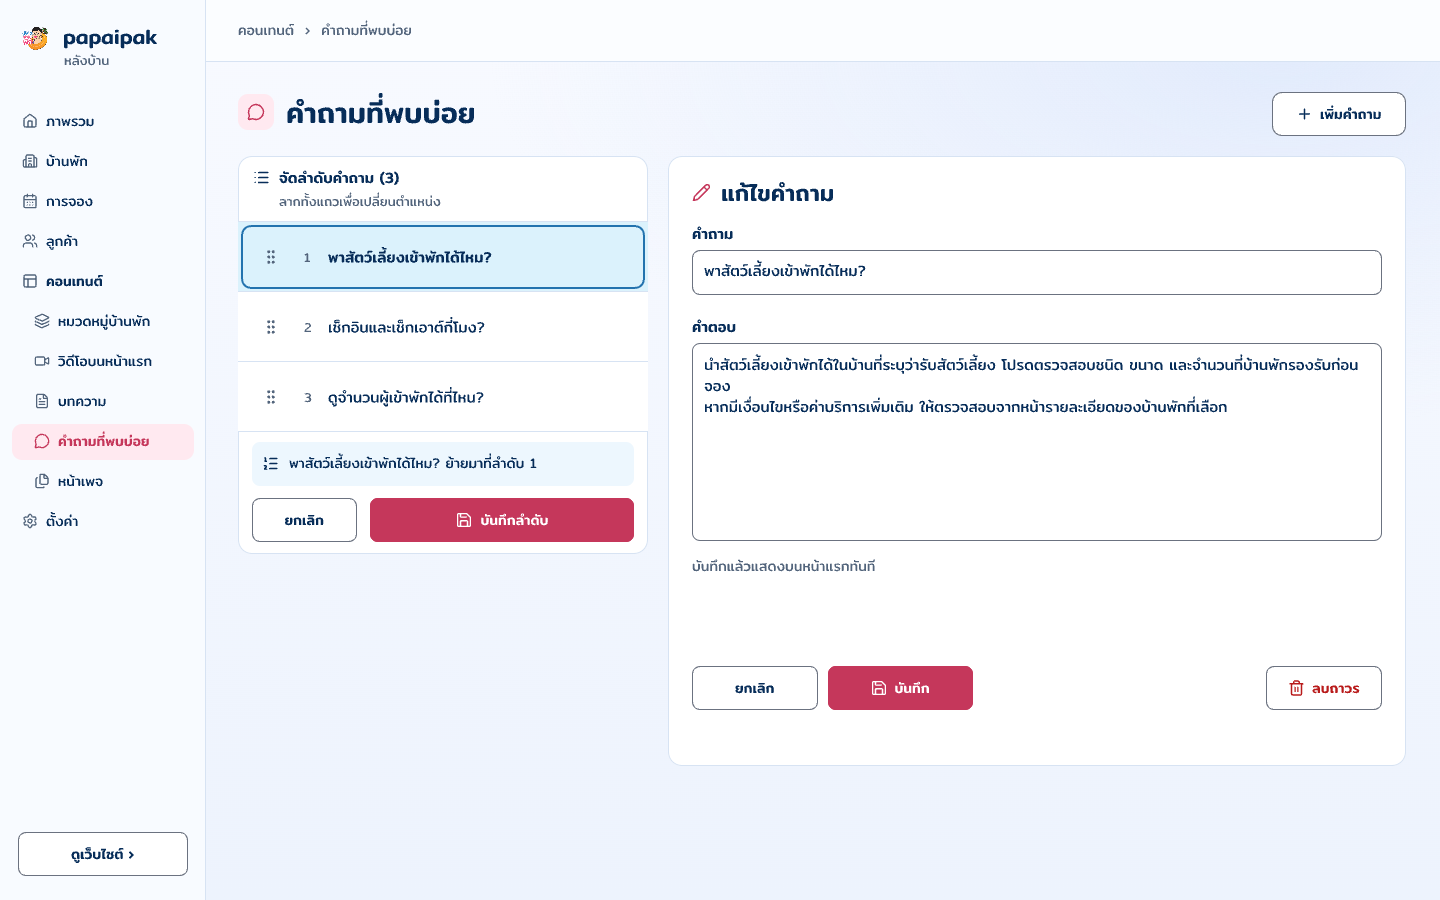 papaipak
หลังบ้าน
ภาพรวม
บ้านพัก
การจอง
ลูกค้า
คอนเทนต์
หมวดหมู่บ้านพัก
วิดีโอบนหน้าแรก
บทความ
คำถามที่พบบ่อย
หน้าเพจ
ตั้งค่า
ดูเว็บไซต์ ›
คอนเทนต์ › คำถามที่พบบ่อย
คำถามที่พบบ่อย
เพิ่มคำถาม
จัดลำดับคำถาม (3)
ลากทั้งแถวเพื่อเปลี่ยนตำแหน่ง
1 พาสัตว์เลี้ยงเข้าพักได้ไหม?
2 เช็กอินและเช็กเอาต์กี่โมง?
3 ดูจำนวนผู้เข้าพักได้ที่ไหน?
พาสัตว์เลี้ยงเข้าพักได้ไหม? ย้ายมาที่ลำดับ 1
ยกเลิก
บันทึกลำดับ
แก้ไขคำถาม
คำถาม
พาสัตว์เลี้ยงเข้าพักได้ไหม?
คำตอบ
นำสัตว์เลี้ยงเข้าพักได้ในบ้านที่ระบุว่ารับสัตว์เลี้ยง โปรดตรวจสอบชนิด ขนาด และจำนวนที่บ้านพักรองรับก่อน
จอง
หากมีเงื่อนไขหรือค่าบริการเพิ่มเติม ให้ตรวจสอบจากหน้ารายละเอียดของบ้านพักที่เลือก
บันทึกแล้วแสดงบนหน้าแรกทันที
ยกเลิก
บันทึก
ลบถาวร